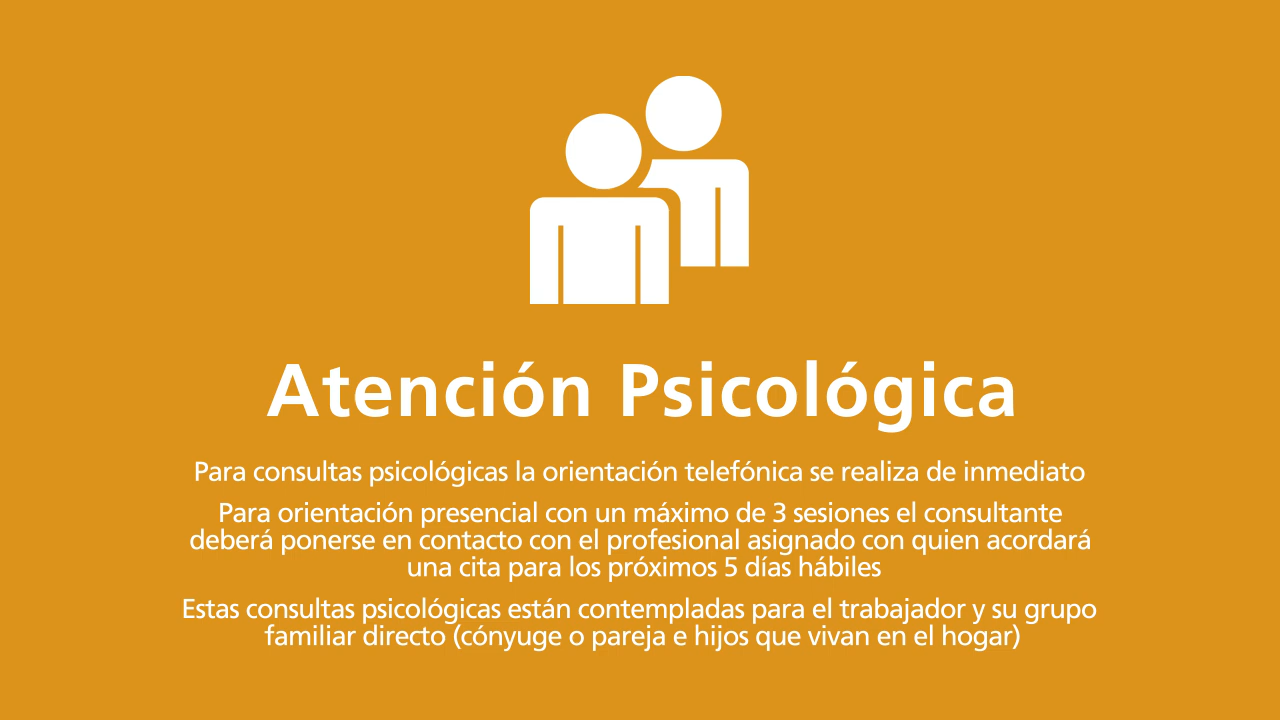 Atención Psicológica
Para consultas psicológicas la orientación telefónica se realiza de inmediato
Para orientación presencial con un máximo de 3 sesiones el consultante
deberá ponerse en contacto con el profesional asignado con quien acordará
una cita para los próximos 5 días hábiles
Estas consultas psicológicas están contempladas para el trabajador y su grupo
familiar directo (cónyuge o pareja e hijos que vivan en el hogar)